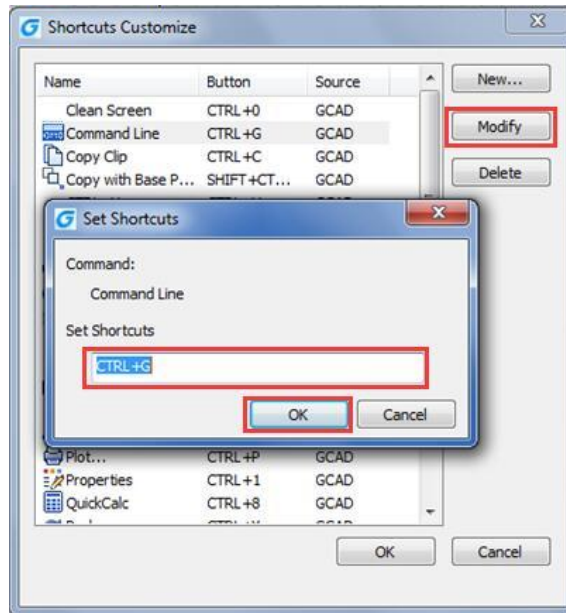 Shortcuts Customize
Name Button Source
New...
Clean Screen CTRL+0 GCAD
Command Line CTRL+G GCAD
Modify
Copy Clip CTRL+C GCAD
Copy with Base P... SHIFT+CT... GCAD
Delete
Set Shortcuts
Command:
Command Line
Set Shortcuts
CTRL+G
OK Cancel
Plot... CTRL+P GCAD
Properties CTRL+1 GCAD
QuickCalc CTRL+8 GCAD
OK Cancel